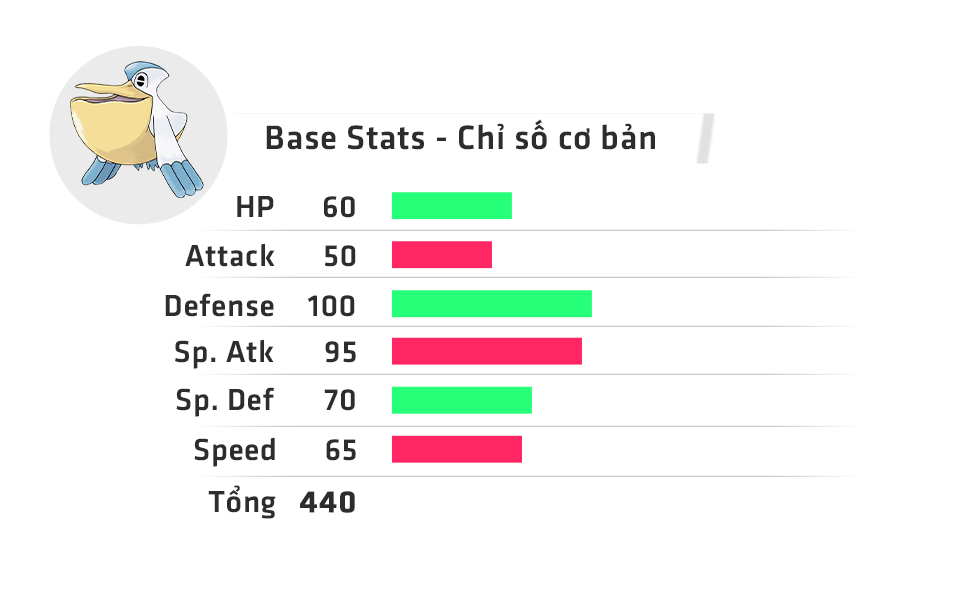 Base Stats - Chỉ số cơ bản
HP 60
Attack 50
Defense 100
Sp. Atk 95
Sp. Def 70
Speed 65
Tổng 440